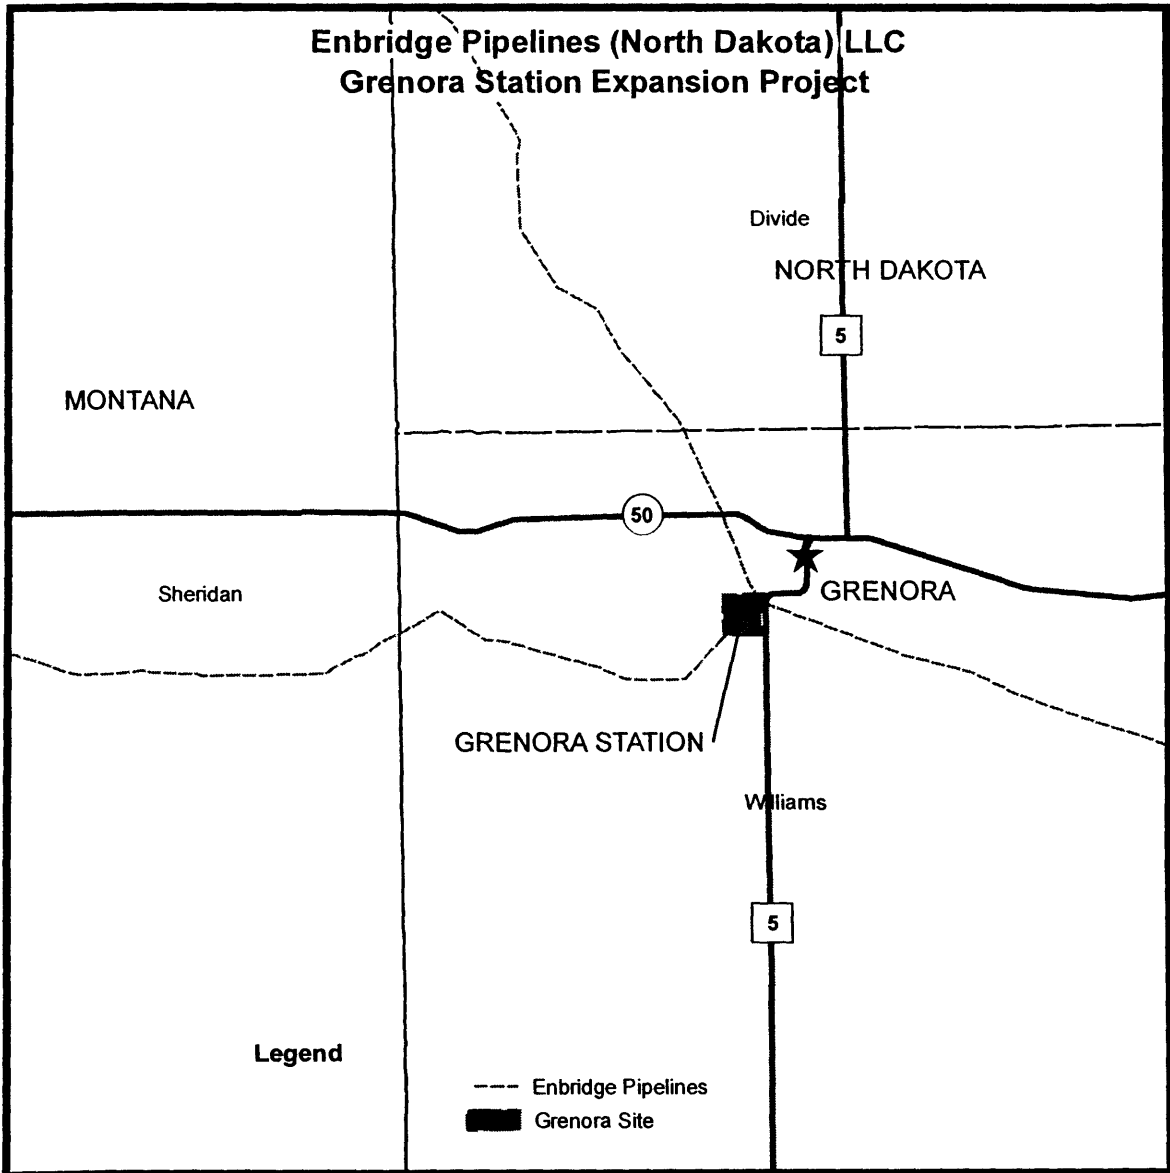 Enbridge Pipelines (North Dakota) LLC
Grenora Station Expansion Project
Divide
NORTH DAKOTA
5
MONTANA
50
Sheridan
GRENORA
GRENORA STATION
Williams
5
Legend
Enbridge Pipelines
Grenora Site